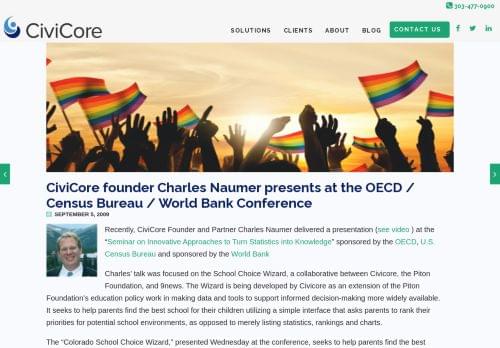 303-477-0900
CiviCore
SOLUTIONS CLIENTS ABOUT BLOG CONTACT US
CiviCore founder Charles Naumer presents at the OECD /
Census Bureau / World Bank Conference
SEPTEMBER 5, 2009
Recently, CiviCore Founder and Partner Charles Naumer delivered a presentation (see video ) at the
“Seminar on Innovative Approaches to Turn Statistics into Knowledge” sponsored by the OECD, U.S.
Census Bureau and sponsored by the World Bank
Charles’ talk was focused on the School Choice Wizard, a collaborative between Civicore, the Piton
Foundation, and 9news. The Wizard is being developed by Civicore as an extension of the Piton
Foundation’s education policy work in making data and tools to support informed decision-making more widely available.
It seeks to help parents find the best school for their children utilizing a simple interface that asks parents to rank their
priorities for potential school environments, as opposed to merely listing statistics, rankings and charts.
The “Colorado School Choice Wizard,” presented Wednesday at the conference, seeks to help parents find the best